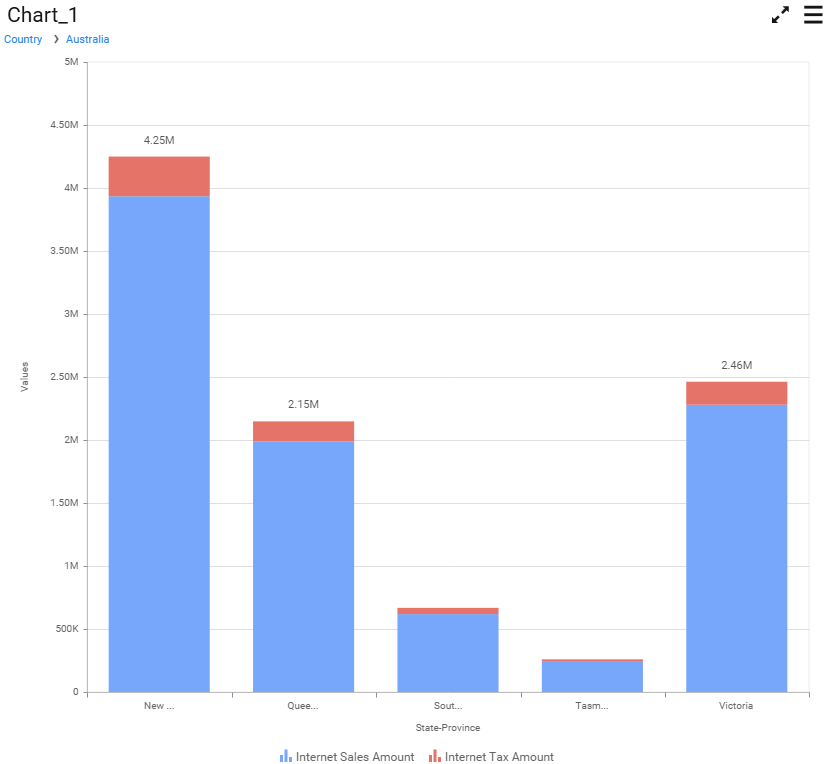 Chart_1
Country > Australia
5M
4.50M
4M
3.50M
3M
2.50M
2M
1.50M
1M
500K
0
Values
4.25M
2.15M
2.46M
New ...
Quee...
Sout...
Tasm...
Victoria
State-Province
Internet Sales Amount
Internet Tax Amount